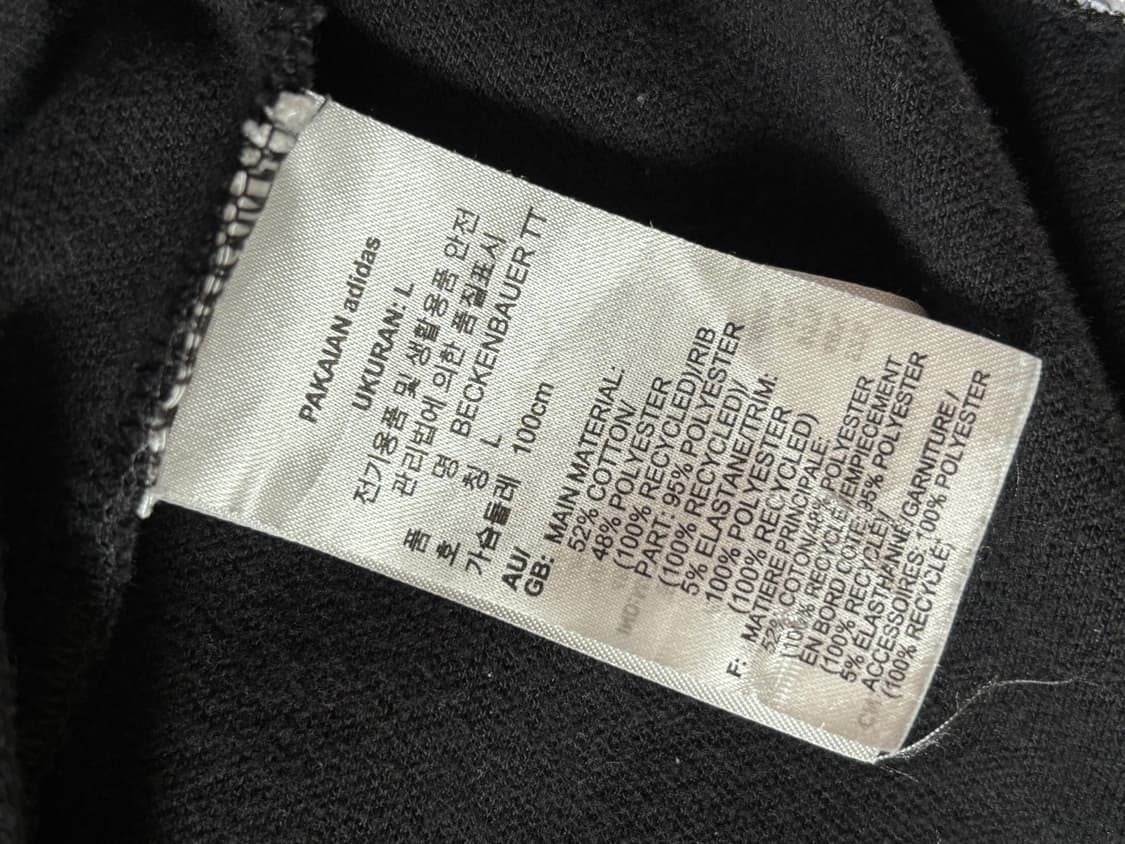 PAKAIAN adidas
UKURAN: L
전기용품 및 생활용품 안전
관리법에 의한 품질표시
품 명 BECKENBAUER TT
호 칭 L
가슴둘레 100cm
AU/
GB: MAIN MATERIAL:
52% COTTON/
48% POLYESTER
(100% RECYCLED)/RIB
PART: 95% POLYESTER
(100% RECYCLED)/
5% ELASTANE/TRIM:
100% POLYESTER
(100% RECYCLED)
F: MATIERE PRINCIPALE:
52% COTON/48% POLYESTER
(100% RECYCLE)/EMPIECEMENT
EN BORD COTE: 95% POLYESTER
(100% RECYCLE)/
5% ELASTHANNE/GARNITURE/
ACCESSOIRES: 100% POLYESTER
(100% RECYCLE)